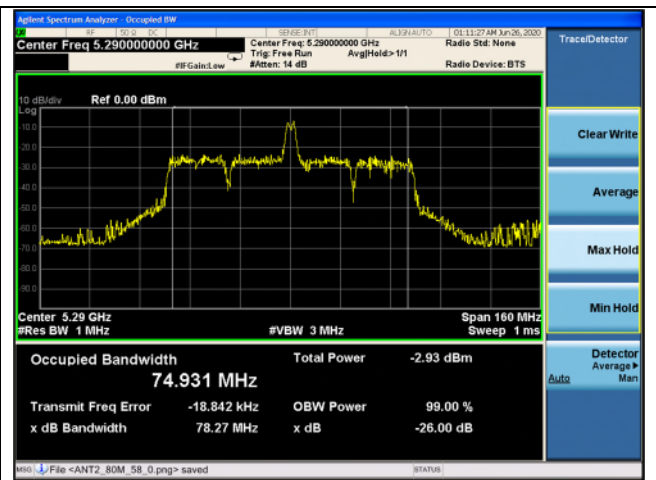 Agilent Spectrum Analyzer - Occupied BW
RF 50 Ω DC SENSE:INT ALIGNAUTO 01:11:27 AM Jun 26, 2020
Center Freq 5.290000000 GHz Center Freq: 5.290000000 GHz Radio Std: None
Trig: Free Run Avg|Hold:>1/1
#IFGain:Low #Atten: 14 dB Radio Device: BTS
Trace/Detector
10 dB/div Ref 0.00 dBm
Log
-10.0
-20.0
-30.0
-40.0
-50.0
-60.0
-70.0
-80.0
-90.0
Clear Write
Average
Max Hold
Min Hold
Center 5.29 GHz Span 160 MHz
#Res BW 1 MHz #VBW 3 MHz Sweep 1 ms
Occupied Bandwidth Total Power -2.93 dBm
74.931 MHz
Transmit Freq Error -18.842 kHz OBW Power 99.00 %
x dB Bandwidth 78.27 MHz x dB -26.00 dB
Detector
Average▶
Auto Man
MSG File <ANT2_80M_58_0.png> saved STATUS